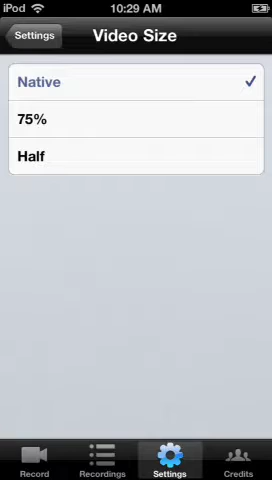 iPod 10:29 AM
Settings Video Size
Native
75%
Half
Record Recordings Settings Credits